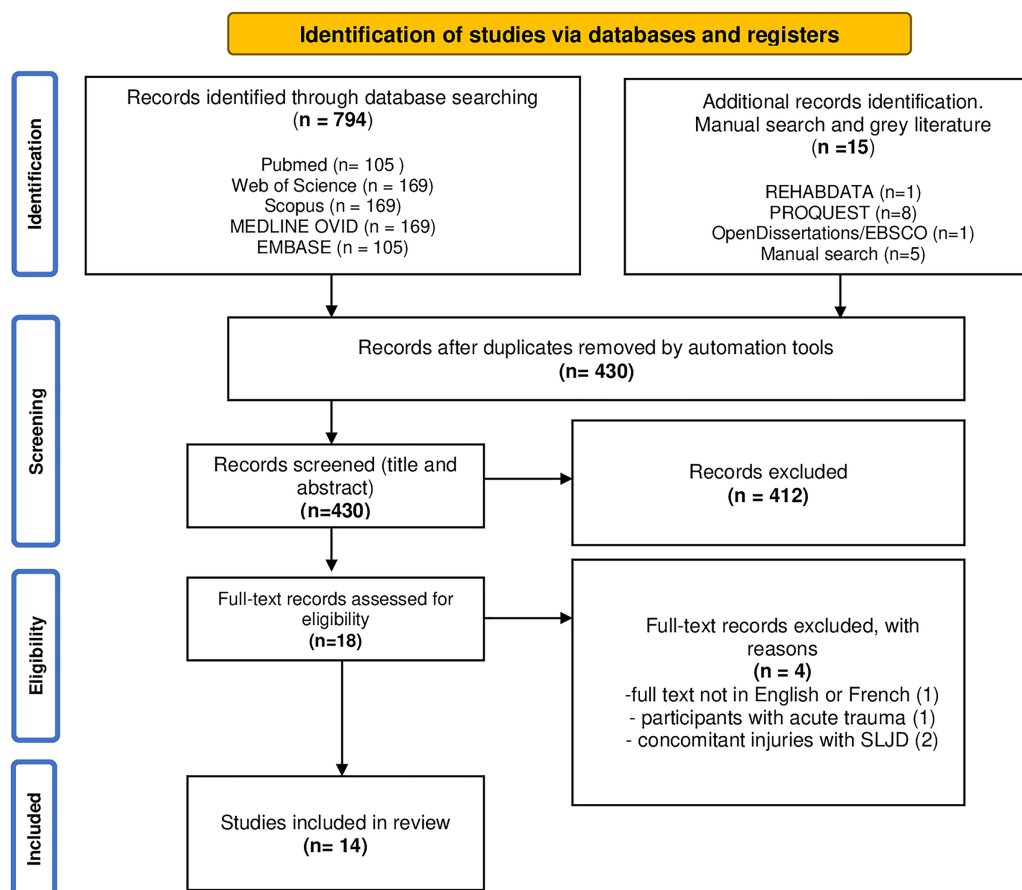 Identification of studies via databases and registers
Identification
Records identified through database searching
(n = 794)
Pubmed (n= 105 )
Web of Science (n = 169)
Scopus (n = 169)
MEDLINE OVID (n = 169)
EMBASE (n = 105)
Additional records identification.
Manual search and grey literature
(n =15)
REHABDATA (n=1)
PROQUEST (n=8)
OpenDissertations/EBSCO (n=1)
Manual search (n=5)
Screening
Records after duplicates removed by automation tools
(n= 430)
Records screened (title and
abstract)
(n=430)
Records excluded
(n = 412)
Eligibility
Full-text records assessed for
eligibility
(n=18)
Full-text records excluded, with
reasons
(n = 4)
-full text not in English or French (1)
- participants with acute trauma (1)
- concomitant injuries with SLJD (2)
Included
Studies included in review
(n= 14)